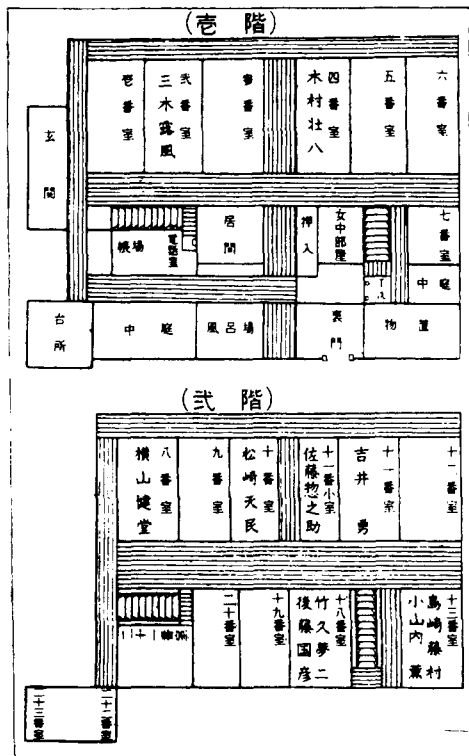 （壱階）
玄関
壱番室
弐番室
三木露風
参番室
四番室
木村壮八
五番室
六番室
帳場
電話室
居間
押入
女中部屋
七番室
中庭
台所
中庭
風呂場
裏門
物置
（弐階）
八番室
横山健堂
九番室
十番室
松崎天民
十一番小室
佐藤惣之助
十一番室
吉井勇
十二番室
二十番室
十九番室
十八番室
竹久夢二
後藤国彦
十三番室
島崎藤村
小山内薫
二十二番室
二十三番室